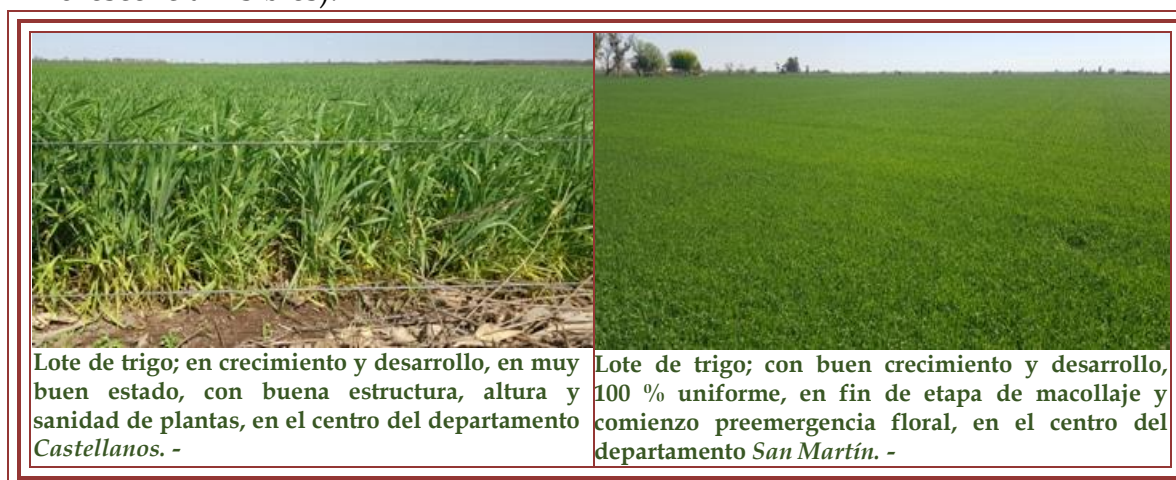 Lote de trigo; en crecimiento y desarrollo, en muy
buen estado, con buena estructura, altura y
sanidad de plantas, en el centro del departamento
Castellanos. -
Lote de trigo; con buen crecimiento y desarrollo,
100 % uniforme, en fin de etapa de macollaje y
comienzo preemergencia floral, en el centro del
departamento San Martín. -